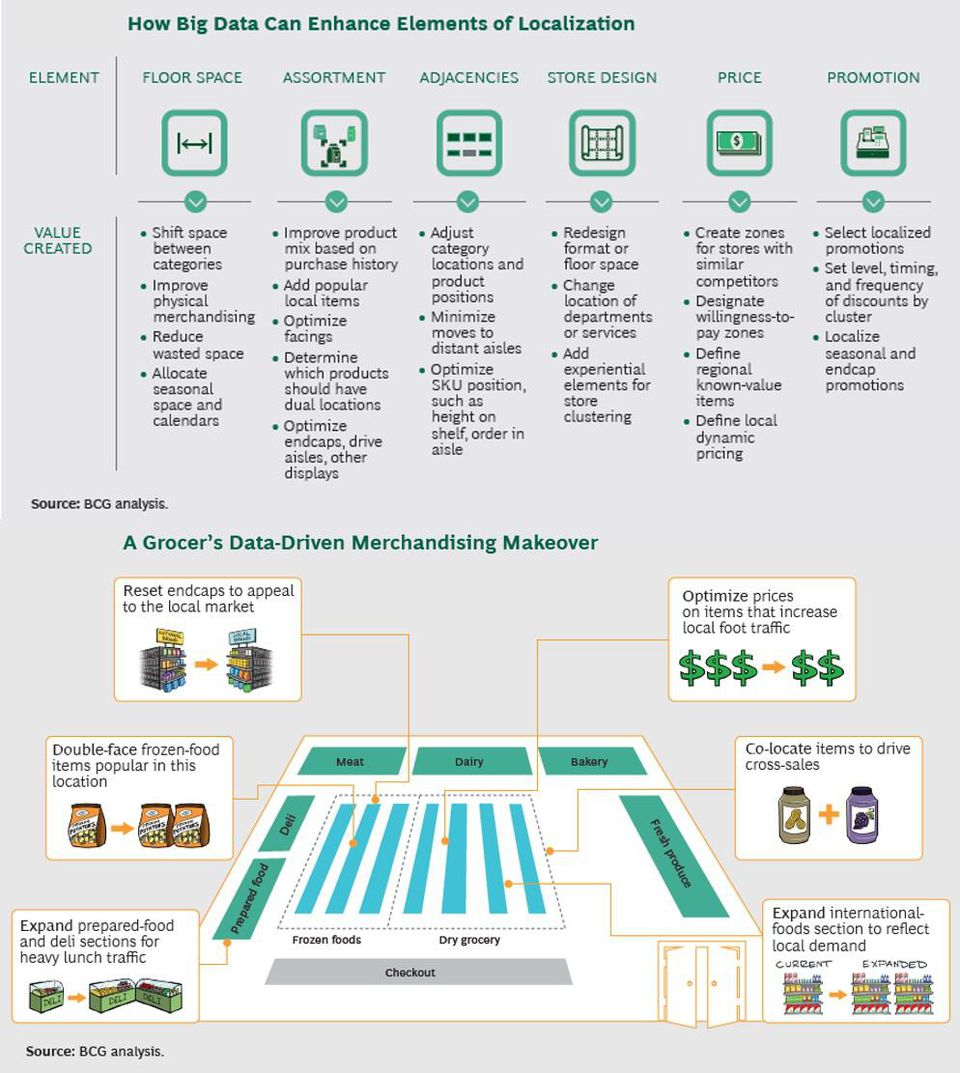 How Big Data Can Enhance Elements of Localization
ELEMENT
FLOOR SPACE
ASSORTMENT
ADJACENCIES
STORE DESIGN
PRICE
PROMOTION
$
VALUE
CREATED
• Shift space
between
categories
• Improve
physical
merchandising
• Reduce
wasted space
• Allocate
seasonal
space and
calendars
• Improve product
mix based on
purchase history
• Add popular
local items
• Optimize
facings
• Determine
which products
should have
dual locations
• Optimize
endcaps, drive
aisles, other
displays
• Adjust
category
locations and
product
positions
• Minimize
moves to
distant aisles
• Optimize
SKU position,
such as
height on
shelf, order in
aisle
• Redesign
format or
floor space
• Change
location of
departments
or services
• Add
experiential
elements for
store
clustering
• Create zones
for stores with
similar
competitors
• Designate
willingness-to-
pay zones
• Define
regional
known-value
items
• Define local
dynamic
pricing
• Select localized
promotions
• Set level, timing,
and frequency
of discounts by
cluster
• Localize
seasonal and
endcap
promotions
Source: BCG analysis.
A Grocer's Data-Driven Merchandising Makeover
Reset endcaps to appeal
to the local market
NATIONAL
BRAND
LOCAL
BRAND
Optimize prices
on items that increase
local foot traffic
$$$ $$
Double-face frozen-food
items popular in this
location
POTATOES
POTATOES
Co-locate items to drive
cross-sales
Expand prepared-food
and deli sections for
heavy lunch traffic
DELI
DELI DELI
Expand international-
foods section to reflect
local demand
CURRENT
EXPANDED
Meat
Dairy
Bakery
Deli
Prepared food
Fresh produce
Frozen foods
Dry grocery
Checkout
Source: BCG analysis.